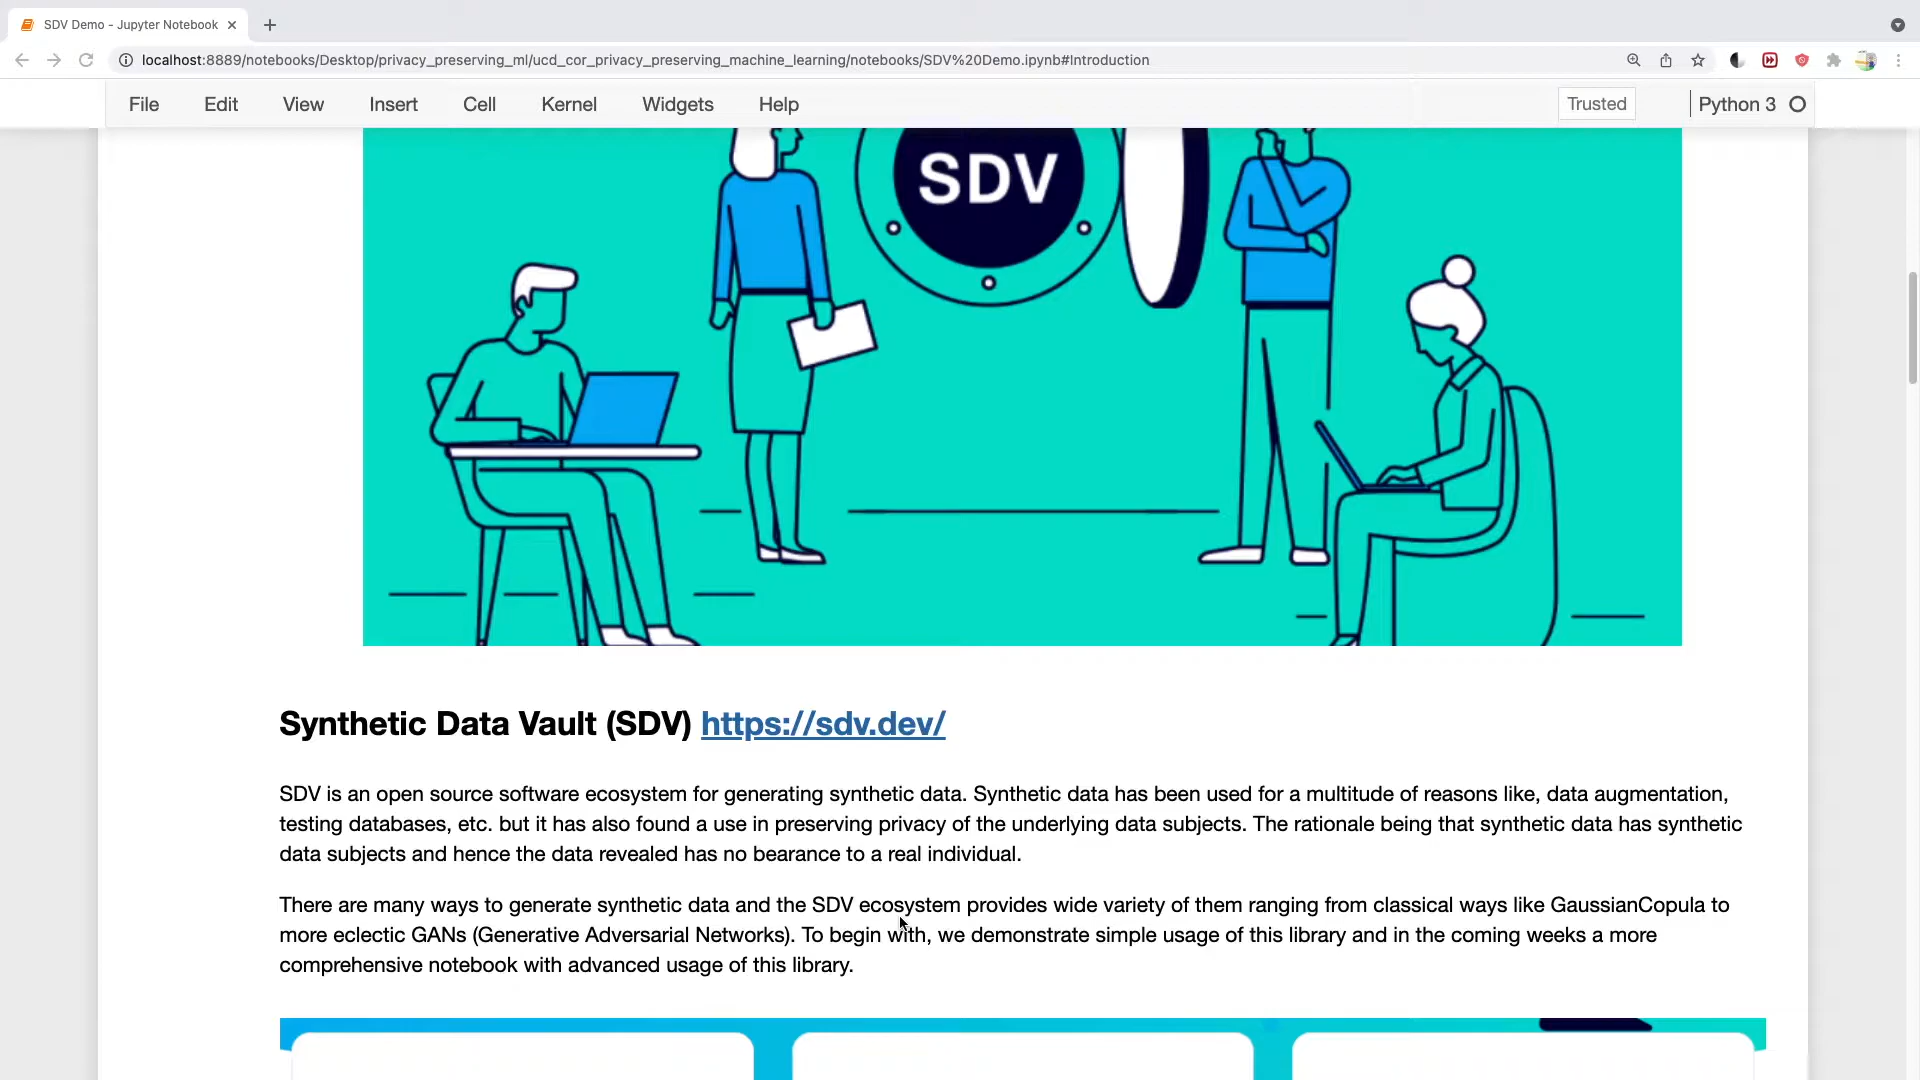 SDV Demo - Jupyter Notebook
localhost:8889/notebooks/Desktop/privacy_preserving_ml/ucd_cor_privacy_preserving_machine_learning/notebooks/SDV%20Demo.ipynb#Introduction
File Edit View Insert Cell Kernel Widgets Help Trusted Python 3
SDV
Synthetic Data Vault (SDV) https://sdv.dev/
SDV is an open source software ecosystem for generating synthetic data. Synthetic data has been used for a multitude of reasons like, data augmentation,
testing databases, etc. but it has also found a use in preserving privacy of the underlying data subjects. The rationale being that synthetic data has synthetic
data subjects and hence the data revealed has no bearance to a real individual.
There are many ways to generate synthetic data and the SDV ecosystem provides wide variety of them ranging from classical ways like GaussianCopula to
more eclectic GANs (Generative Adversarial Networks). To begin with, we demonstrate simple usage of this library and in the coming weeks a more
comprehensive notebook with advanced usage of this library.